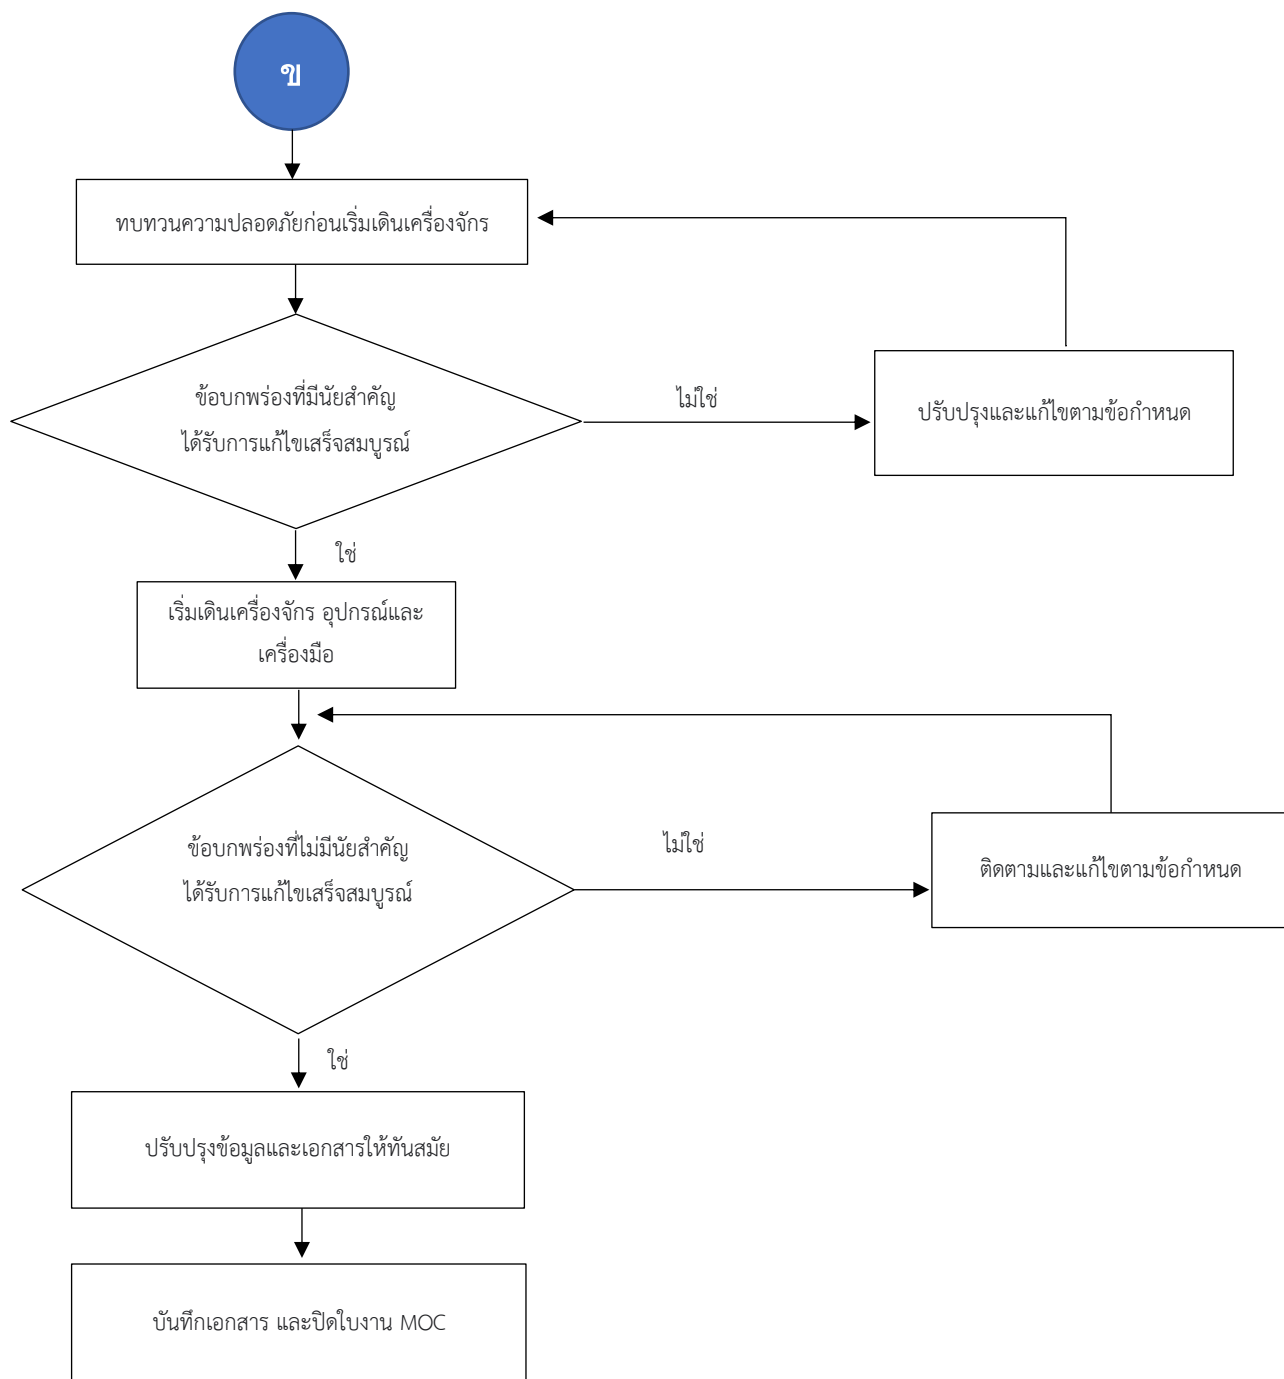 ข
ทบทวนความปลอดภัยก่อนเริ่มเดินเครื่องจักร
ข้อบกพร่องที่มีนัยสำคัญ
ได้รับการแก้ไขเสร็จสมบูรณ์
ไม่ใช่
ปรับปรุงและแก้ไขตามข้อกำหนด
ใช่
เริ่มเดินเครื่องจักร อุปกรณ์และ
เครื่องมือ
ข้อบกพร่องที่ไม่มีนัยสำคัญ
ได้รับการแก้ไขเสร็จสมบูรณ์
ไม่ใช่
ติดตามและแก้ไขตามข้อกำหนด
ใช่
ปรับปรุงข้อมูลและเอกสารให้ทันสมัย
บันทึกเอกสาร และปิดใบงาน MOC